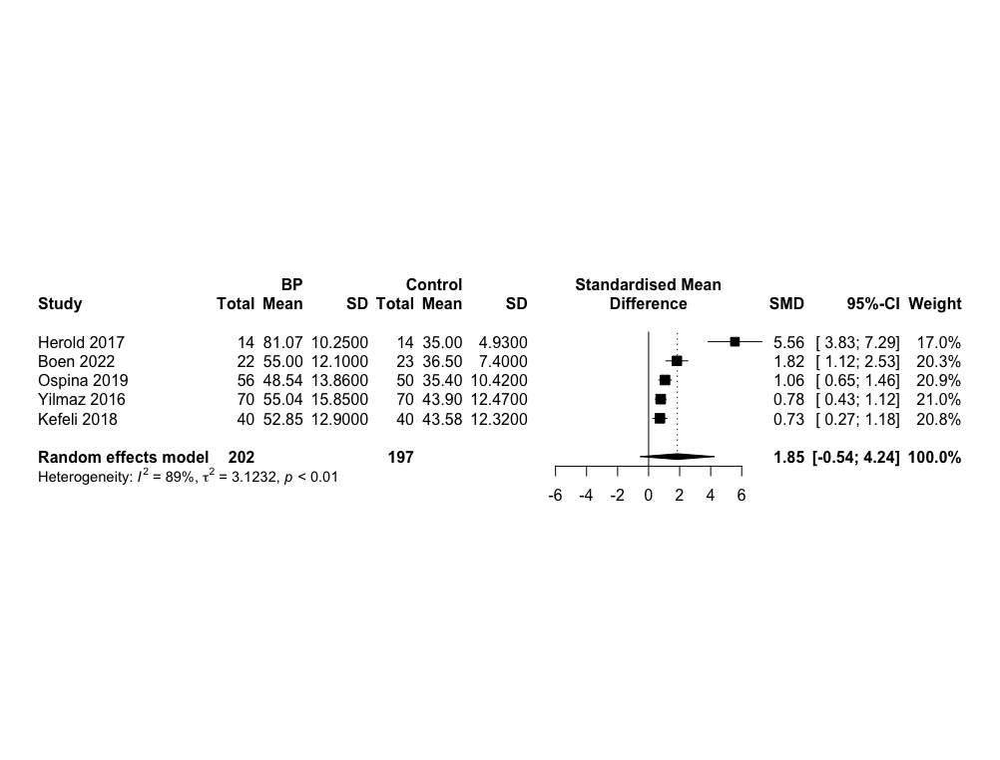 BP Control Standardised Mean
Study Total Mean SD Total Mean SD Difference SMD 95%-CI Weight
Herold 2017 14 81.07 10.2500 14 35.00 4.9300 5.56 [ 3.83; 7.29] 17.0%
Boen 2022 22 55.00 12.1000 23 36.50 7.4000 1.82 [ 1.12; 2.53] 20.3%
Ospina 2019 56 48.54 13.8600 50 35.40 10.4200 1.06 [ 0.65; 1.46] 20.9%
Yilmaz 2016 70 55.04 15.8500 70 43.90 12.4700 0.78 [ 0.43; 1.12] 21.0%
Kefeli 2018 40 52.85 12.9000 40 43.58 12.3200 0.73 [ 0.27; 1.18] 20.8%
Random effects model 202 197 1.85 [-0.54; 4.24] 100.0%
Heterogeneity: I² = 89%, τ² = 3.1232, p < 0.01
-6 -4 -2 0 2 4 6